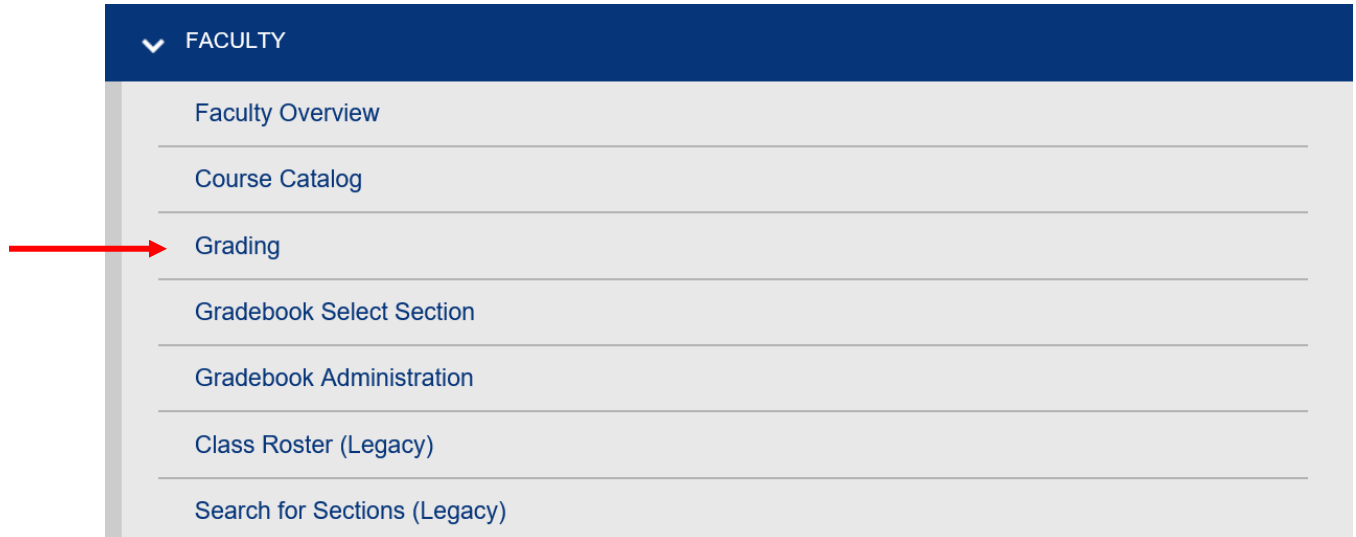 FACULTY
Faculty Overview
Course Catalog
Grading
Gradebook Select Section
Gradebook Administration
Class Roster (Legacy)
Search for Sections (Legacy)